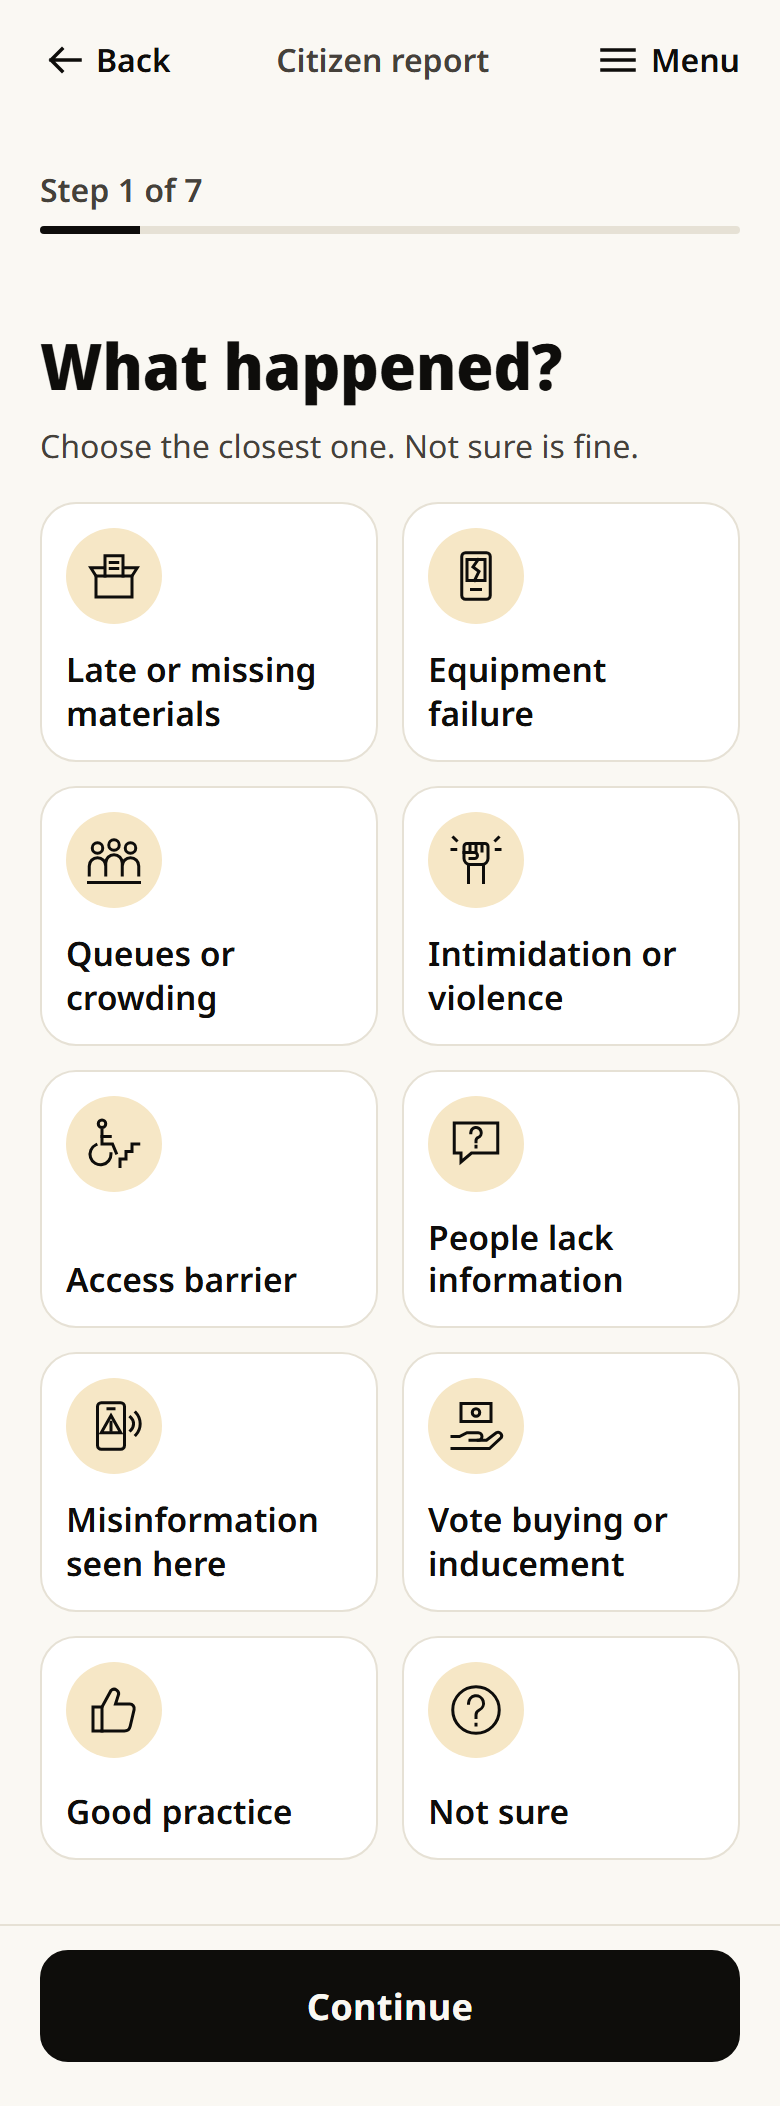 Back
Citizen report
Menu
Step 1 of 7
What happened?
Choose the closest one. Not sure is fine.
Late or missing
materials
Equipment
failure
Queues or
crowding
Intimidation or
violence
Access barrier
People lack
information
Misinformation
seen here
Vote buying or
inducement
Good practice
Not sure
Continue